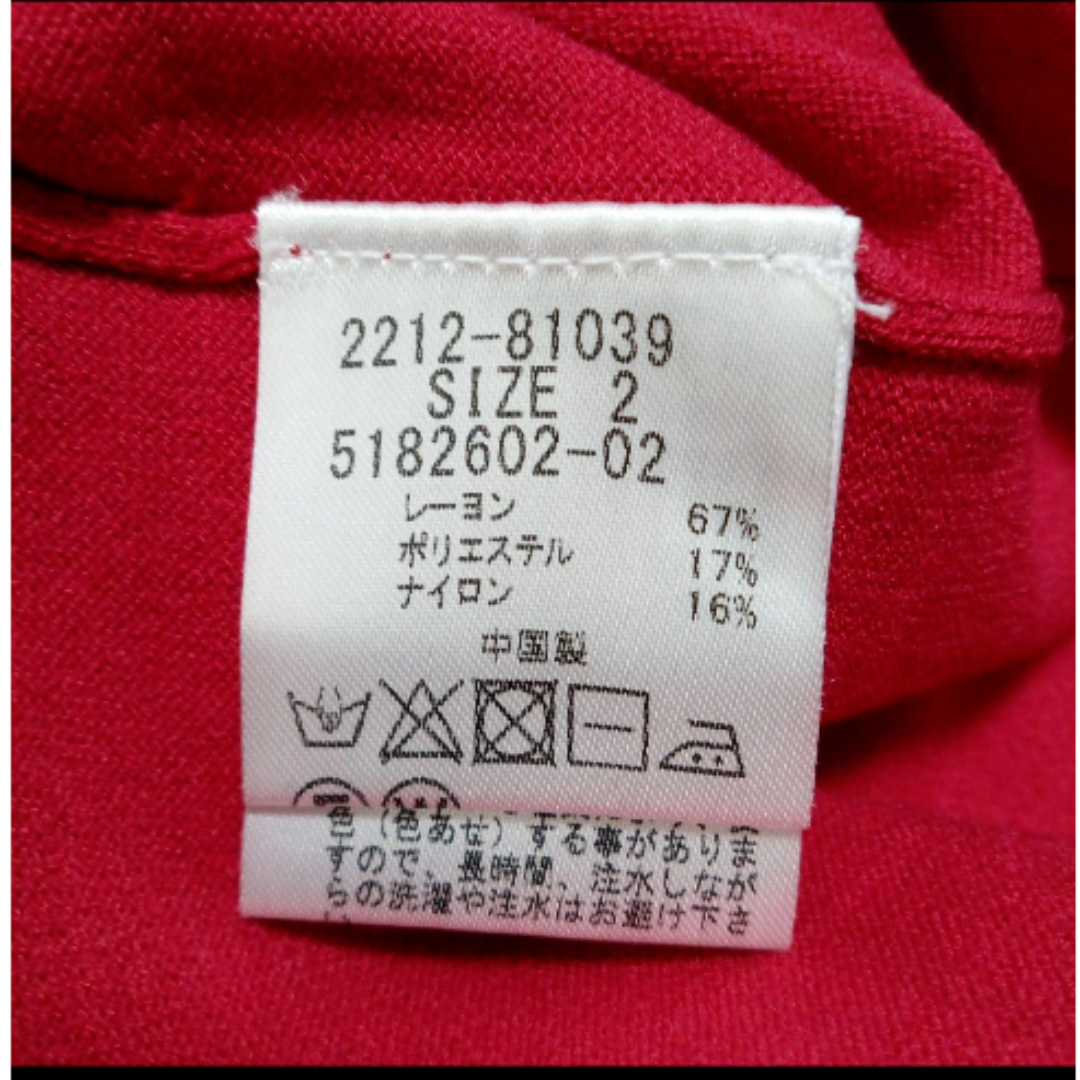 2212-81039
SIZE 2
5182602-02
レーヨン 67%
ポリエステル 17%
ナイロン 16%
中国製
色(色あせ)する事がありま
すので、長時間、注水しなが
らの洗濯や注水はお避け下さ